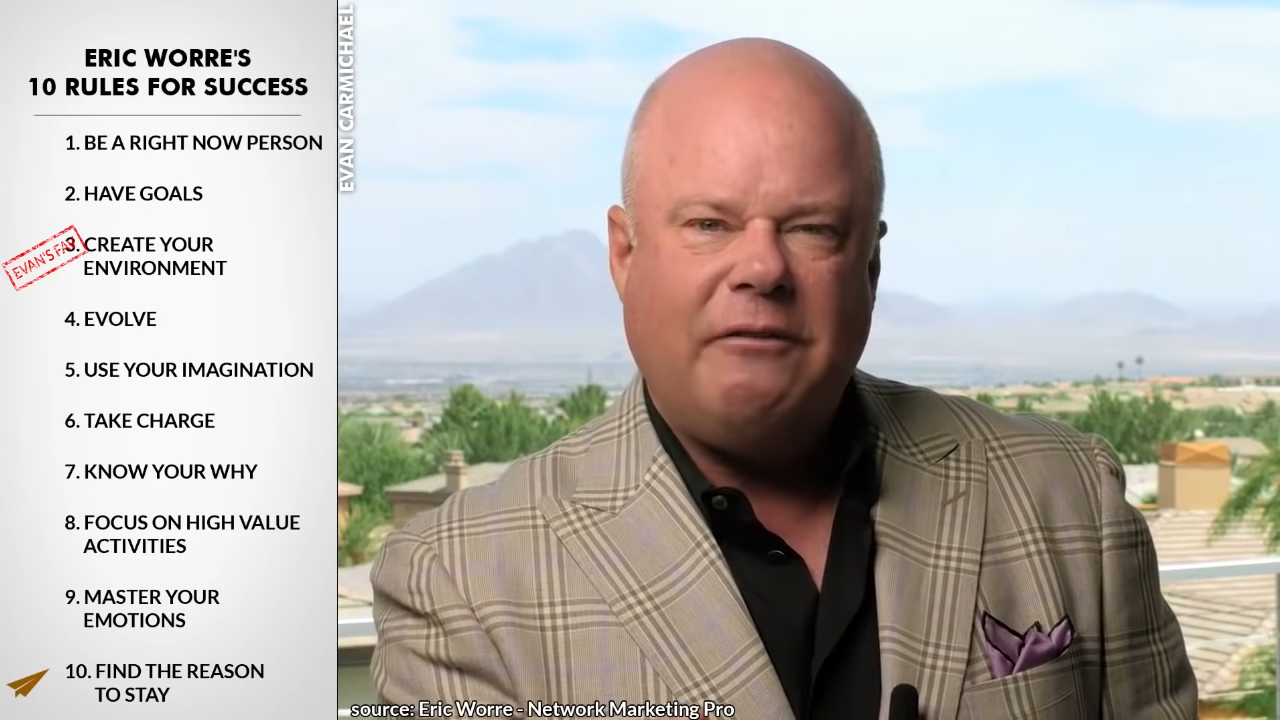 ERIC WORRE'S
10 RULES FOR SUCCESS
1. BE A RIGHT NOW PERSON
2. HAVE GOALS
3. CREATE YOUR
ENVIRONMENT
EVAN'S FAV
4. EVOLVE
5. USE YOUR IMAGINATION
6. TAKE CHARGE
7. KNOW YOUR WHY
8. FOCUS ON HIGH VALUE
ACTIVITIES
9. MASTER YOUR
EMOTIONS
10. FIND THE REASON
TO STAY
EVAN CARMICHAEL
source: Eric Worre - Network Marketing Pro